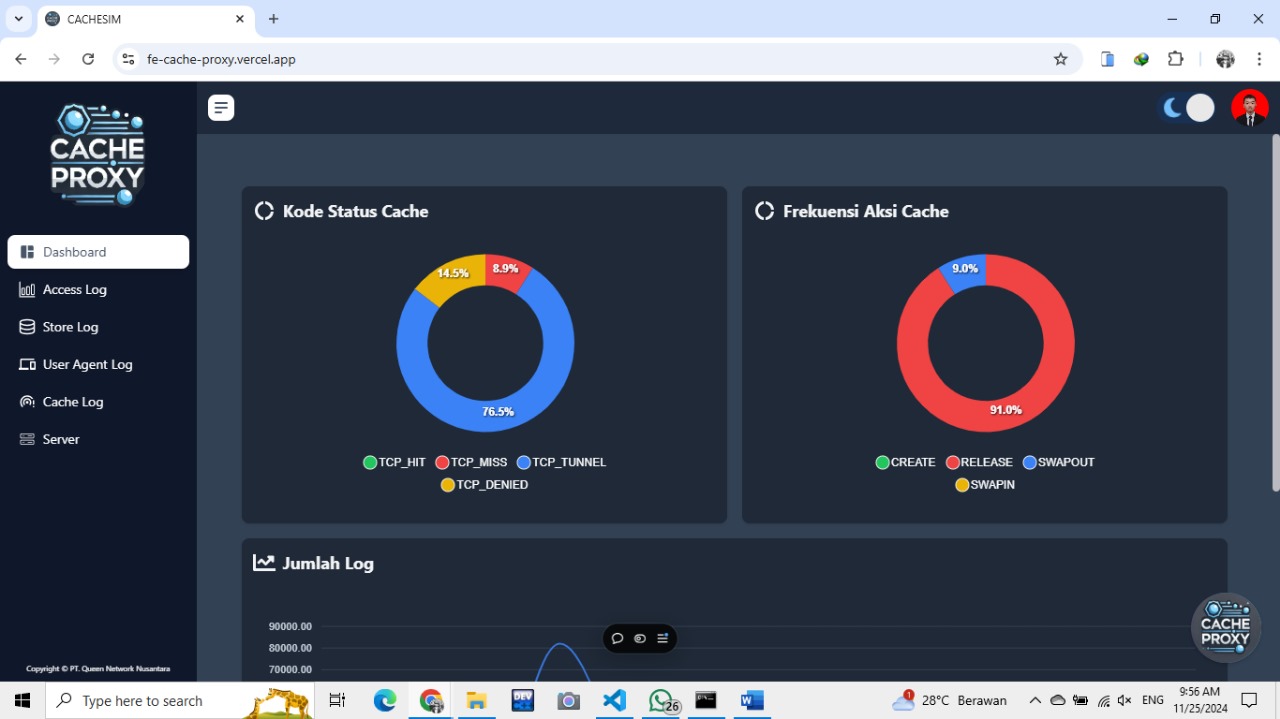 CACHESIM
fe-cache-proxy.vercel.app
CACHE
PROXY
Dashboard
Access Log
Store Log
User Agent Log
Cache Log
Server
Copyright © PT. Queen Network Nusantara
Kode Status Cache
14.5%
8.9%
76.5%
TCP_HIT TCP_MISS TCP_TUNNEL
TCP_DENIED
Frekuensi Aksi Cache
9.0%
91.0%
CREATE RELEASE SWAPOUT
SWAPIN
Jumlah Log
90000.00
80000.00
70000.00
CACHE
PROXY
Type here to search
DEV
26
1
28°C Berawan
ENG
9:56 AM
11/25/2024